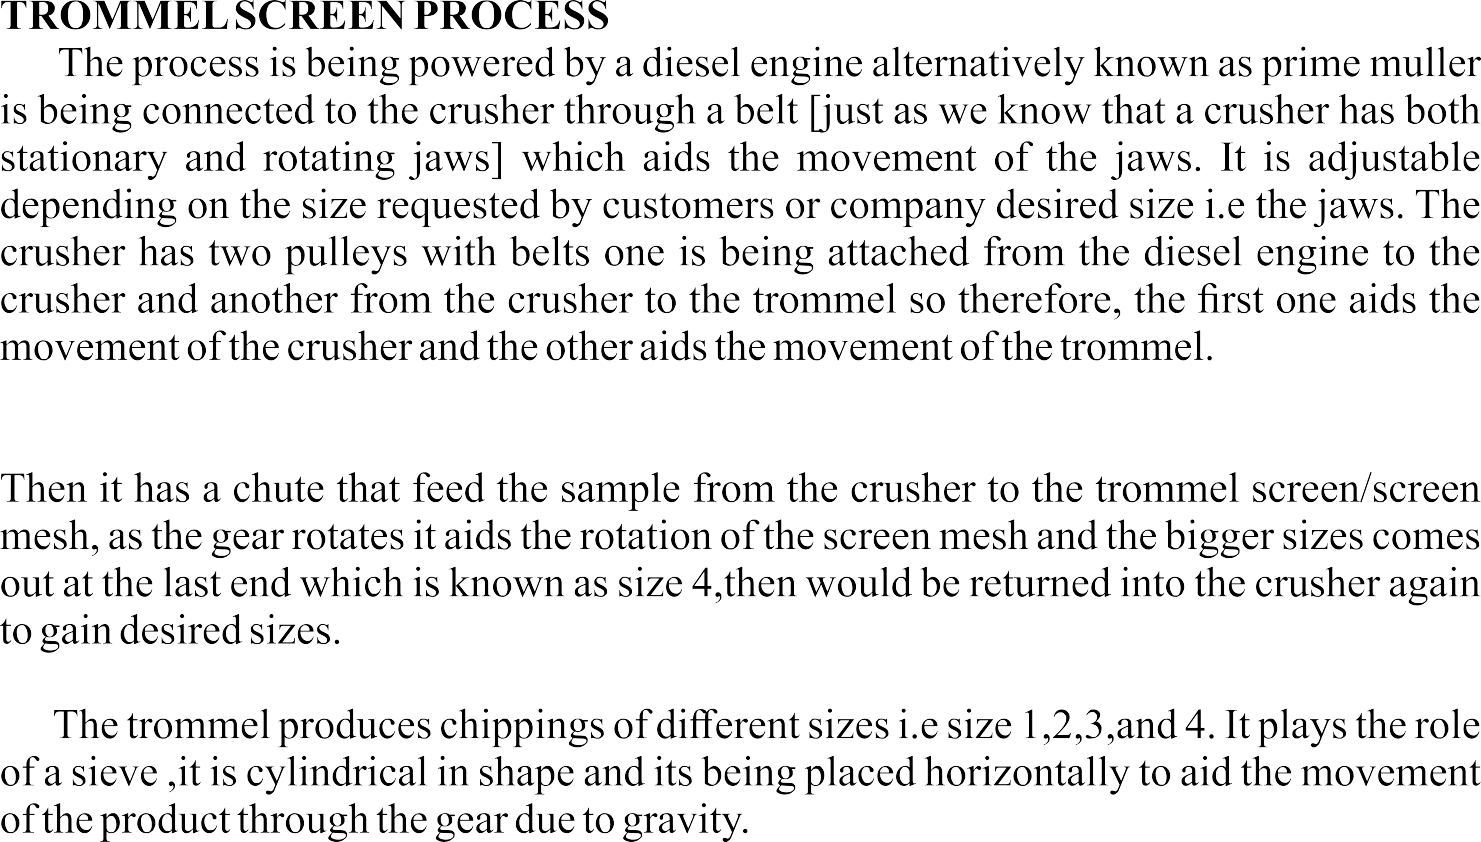 TROMMEL SCREEN PROCESS
The process is being powered by a diesel engine alternatively known as prime muller
is being connected to the crusher through a belt [just as we know that a crusher has both
stationary and rotating jaws] which aids the movement of the jaws. It is adjustable
depending on the size requested by customers or company desired size i.e the jaws. The
crusher has two pulleys with belts one is being attached from the diesel engine to the
crusher and another from the crusher to the trommel so therefore, the first one aids the
movement of the crusher and the other aids the movement of the trommel.
Then it has a chute that feed the sample from the crusher to the trommel screen/screen
mesh, as the gear rotates it aids the rotation of the screen mesh and the bigger sizes comes
out at the last end which is known as size 4,then would be returned into the crusher again
to gain desired sizes.
The trommel produces chippings of different sizes i.e size 1,2,3,and 4. It plays the role
of a sieve ,it is cylindrical in shape and its being placed horizontally to aid the movement
of the product through the gear due to gravity.